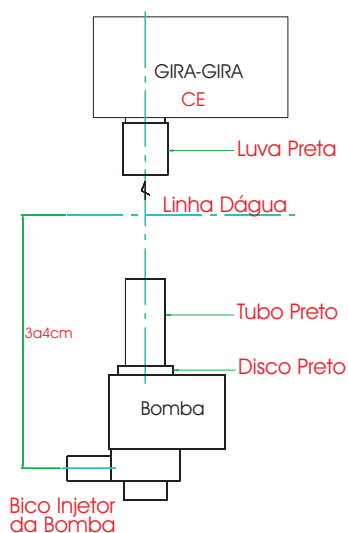 GIRA-GIRA
CE
Luva Preta
Linha Dágua
Tubo Preto
3a4cm
Disco Preto
Bomba
Bico Injetor
da Bomba